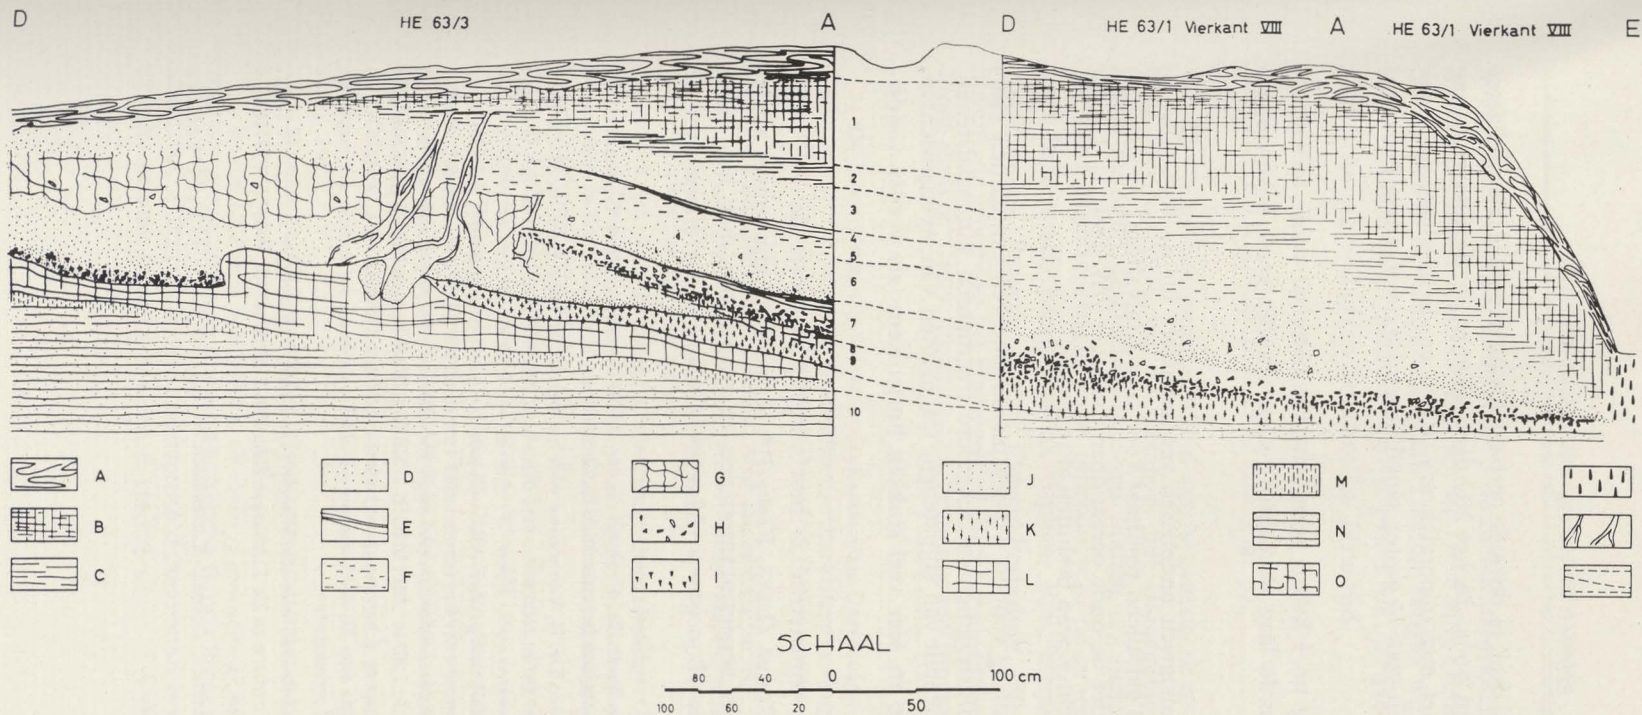 D HE 63/3 A D HE 63/1 Vierkant VIII A HE 63/1 Vierkant VIII E
1
2
3
4
5
6
7
8
9
10
A D G J M
B E H K N
C F I L O
SCHAAL
80 40 0 100 cm
100 60 20 50